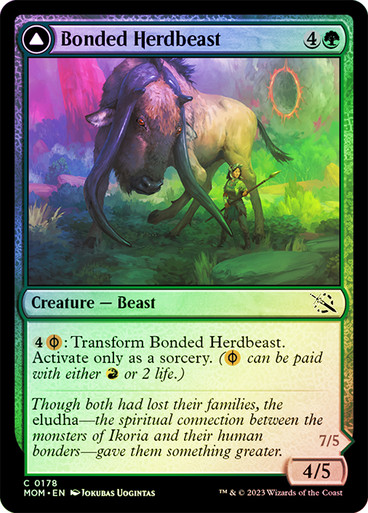 Bonded Herdbeast 4
Creature — Beast
4: Transform Bonded Herdbeast.
Activate only as a sorcery. ( can be paid
with either or 2 life.)
Though both had lost their families, the
eludha—the spiritual connection between the
monsters of Ikoria and their human
bonders—gave them something greater.
7/5
4/5
C 0178
MOM • EN Jokubas Uogintas
™ & © 2023 Wizards of the Coast